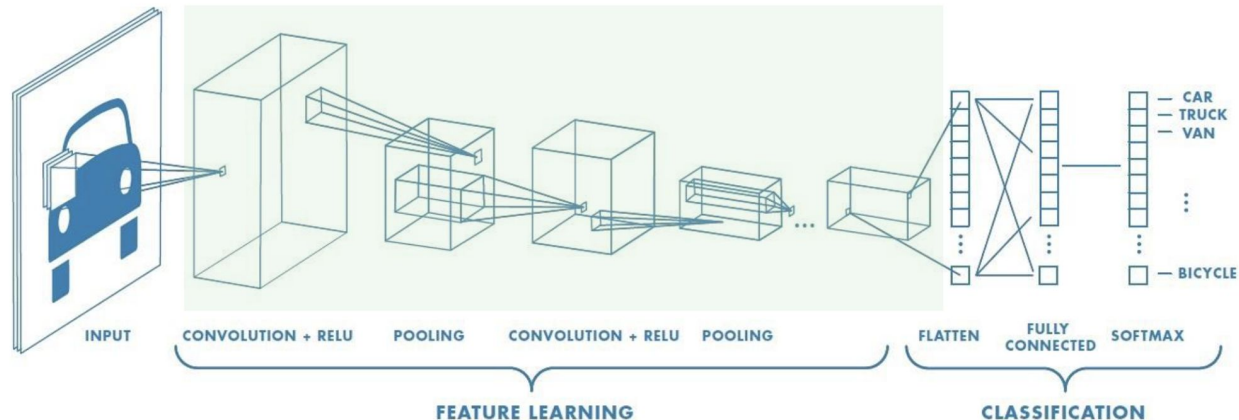 CAR
TRUCK
VAN
BICYCLE
INPUT
CONVOLUTION + RELU
POOLING
CONVOLUTION + RELU
POOLING
FLATTEN
FULLY
CONNECTED
SOFTMAX
FEATURE LEARNING
CLASSIFICATION